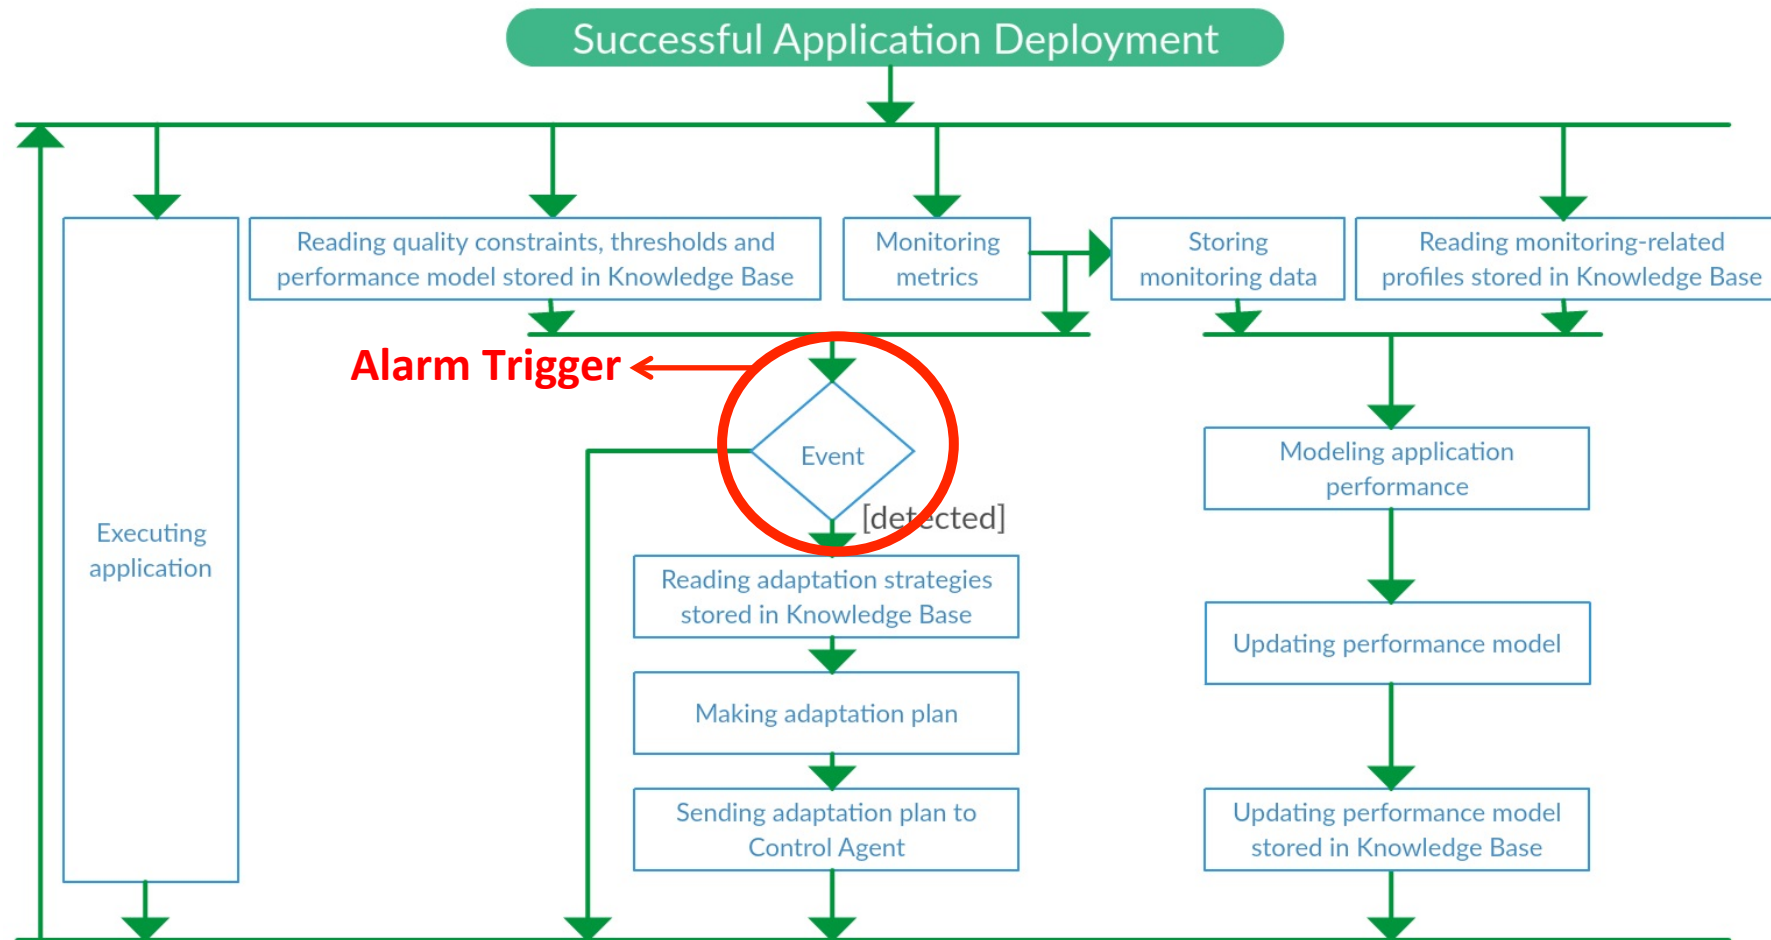 Successful Application Deployment
Reading quality constraints, thresholds and
performance model stored in Knowledge Base
Monitoring
metrics
Storing
monitoring data
Reading monitoring-related
profiles stored in Knowledge Base
Alarm Trigger
Event
[detected]
Executing
application
Modeling application
performance
Reading adaptation strategies
stored in Knowledge Base
Updating performance model
Making adaptation plan
Sending adaptation plan to
Control Agent
Updating performance model
stored in Knowledge Base